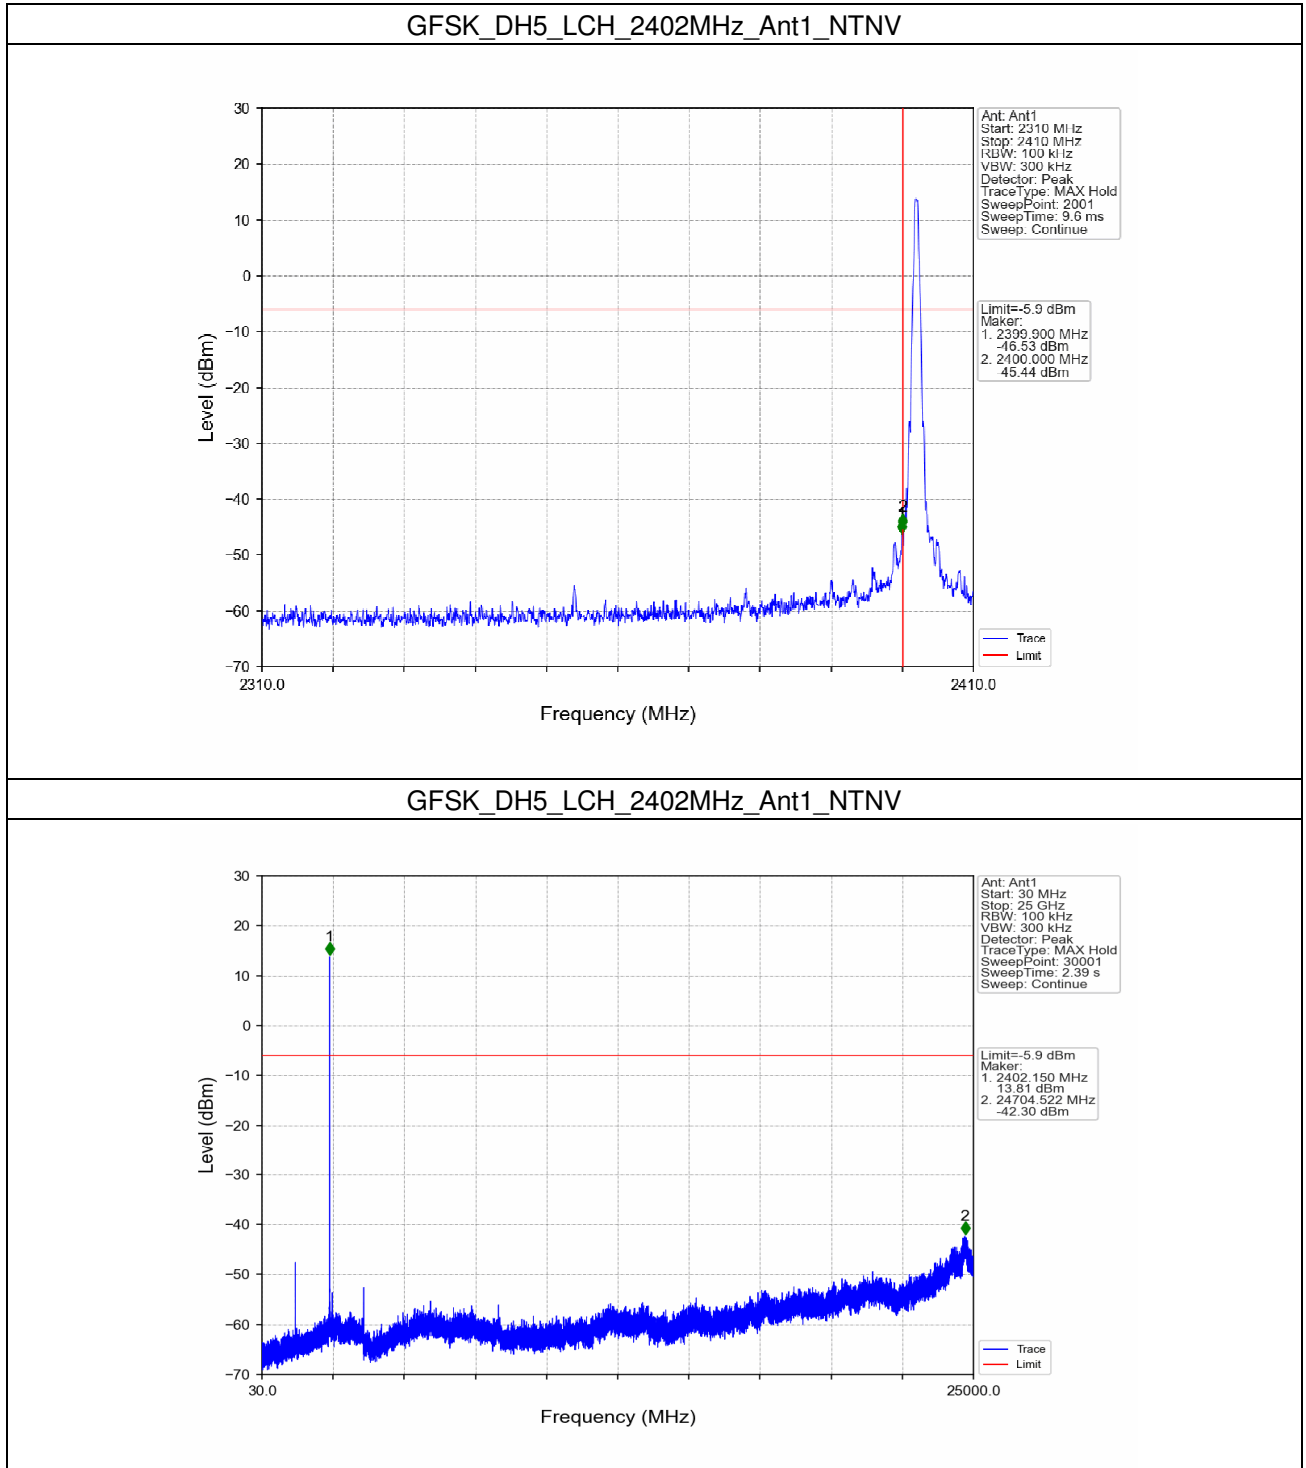 GFSK_DH5_LCH_2402MHz_Ant1_NTNV
30
20
10
0
−10
−20
−30
−40
−50
−60
−70
Level (dBm)
2310.0
2410.0
Frequency (MHz)
2
Ant: Ant1
Start: 2310 MHz
Stop: 2410 MHz
RBW: 100 kHz
VBW: 300 kHz
Detector: Peak
TraceType: MAX Hold
SweepPoint: 2001
SweepTime: 9.6 ms
Sweep: Continue
Limit=-5.9 dBm
Maker:
1. 2399.900 MHz
-46.53 dBm
2. 2400.000 MHz
-45.44 dBm
Trace
Limit
GFSK_DH5_LCH_2402MHz_Ant1_NTNV
30
20
10
0
−10
−20
−30
−40
−50
−60
−70
Level (dBm)
30.0
25000.0
Frequency (MHz)
1
2
Ant: Ant1
Start: 30 MHz
Stop: 25 GHz
RBW: 100 kHz
VBW: 300 kHz
Detector: Peak
TraceType: MAX Hold
SweepPoint: 30001
SweepTime: 2.39 s
Sweep: Continue
Limit=-5.9 dBm
Maker:
1. 2402.150 MHz
13.81 dBm
2. 24704.522 MHz
-42.30 dBm
Trace
Limit